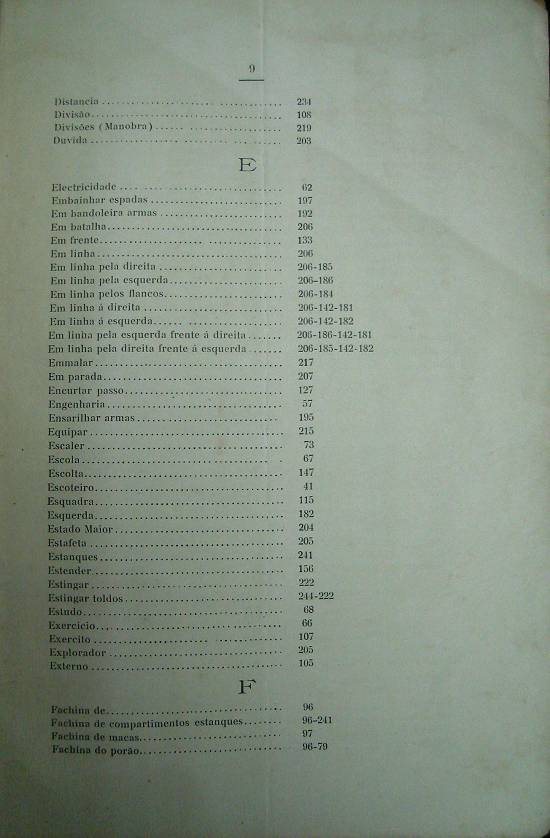 9
Distancia ........................................ 234
Divisão........................................ 108
Divisões (Manobra)........................ 219
Duvida ........................................ 203
E
Electricidade ................................ 62
Embainhar espadas ........................ 197
Em bandoleira armas ...................... 192
Em batalha.................................... 206
Em frente...................................... 133
Em linha........................................ 206
Em linha pela direita ...................... 206-185
Em linha pela esquerda.................... 206-186
Em linha pelos flancos.................... 206-184
Em linha á direita .......................... 206-142-181
Em linha á esquerda........................ 206-142-182
Em linha pela esquerda frente á direita....... 206-186-142-181
Em linha pela direita frente á esquerda ....... 206-185-142-182
Emmalar ...................................... 217
Em parada.................................... 207
Encurtar passo.............................. 127
Engenharia .................................. 57
Ensarilhar armas............................ 195
Equipar ........................................ 215
Escaler ........................................ 73
Escola .......................................... 67
Escolta.......................................... 147
Escoteiro...................................... 41
Esquadra...................................... 115
Esquerda...................................... 182
Estado Maior................................ 204
Estafeta ...................................... 205
Estanques.................................... 241
Estender...................................... 156
Estingar ...................................... 222
Estingar toldos.............................. 244-222
Estudo.......................................... 68
Exercicio...................................... 66
Exercito ...................................... 107
Explorador .................................. 205
Externo ........................................ 105
F
Fachina de.................................... 96
Fachina de compartimentos estanques........ 96-241
Fachina de macas.......................... 97
Fachina do porão.......................... 96-79